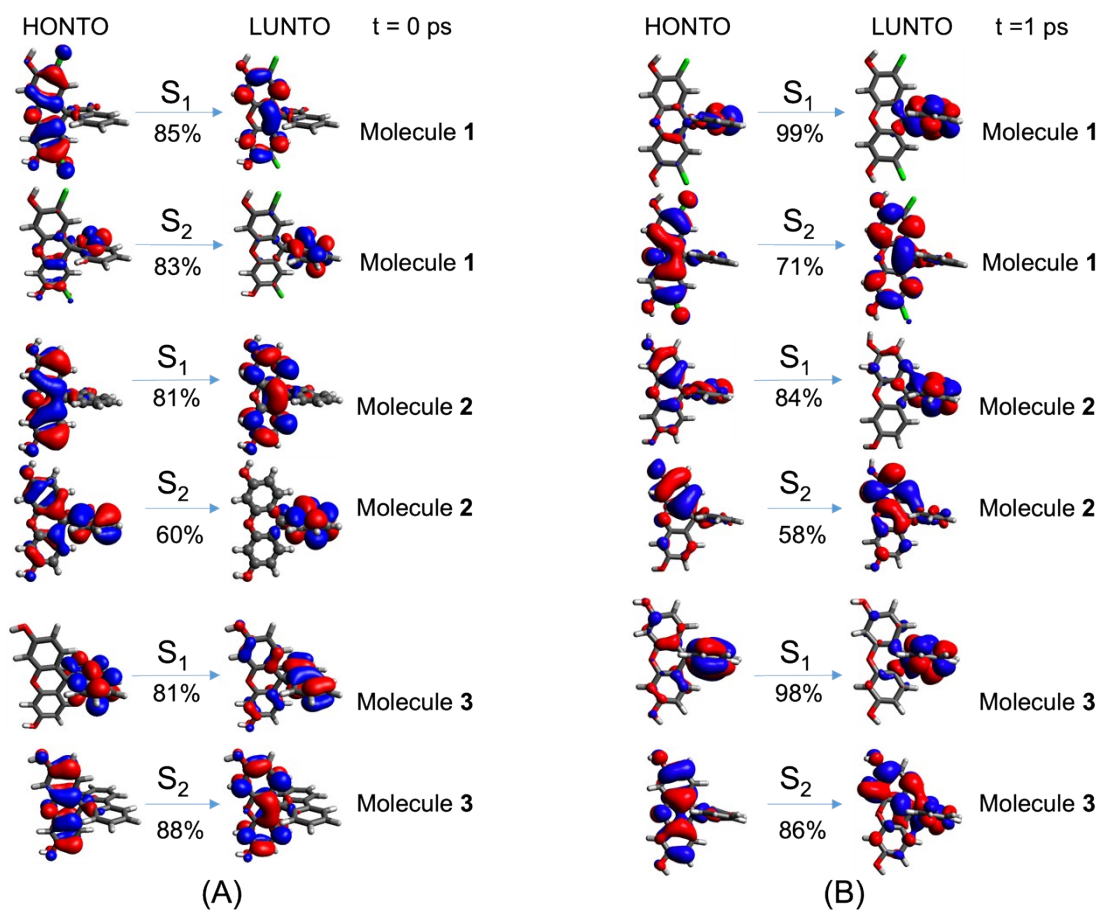 HONTO LUNTO t = 0 ps
S1
85%
Molecule 1
S2
83%
Molecule 1
S1
81%
Molecule 2
S2
60%
Molecule 2
S1
81%
Molecule 3
S2
88%
Molecule 3
(A)
HONTO LUNTO t =1 ps
S1
99%
Molecule 1
S2
71%
Molecule 1
S1
84%
Molecule 2
S2
58%
Molecule 2
S1
98%
Molecule 3
S2
86%
Molecule 3
(B)